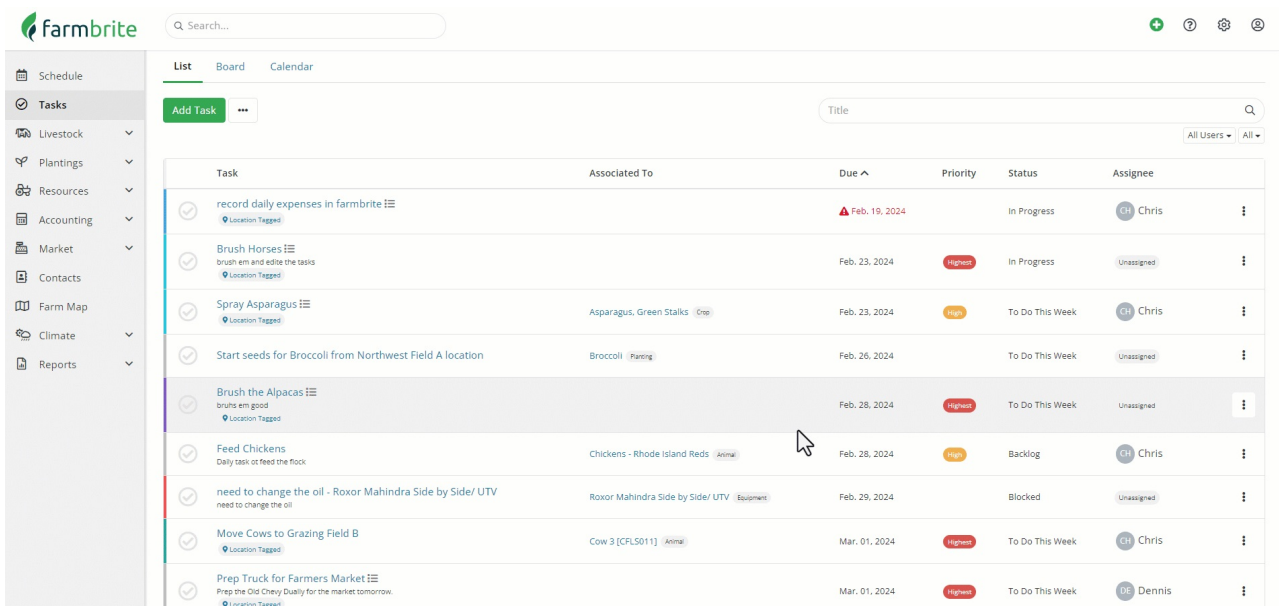 farmbrite
Search...
List Board Calendar
Schedule
Tasks
Livestock
Plantings
Resources
Accounting
Market
Contacts
Farm Map
Climate
Reports
Add Task •••
Title
All Users All
Task Associated To Due Priority Status Assignee
record daily expenses in farmbrite Feb. 19, 2024 In Progress CH Chris
Location Tagged
Brush Horses
brush em and edite the tasks Feb. 23, 2024 Highest In Progress Unassigned
Location Tagged
Spray Asparagus Asparagus, Green Stalks Crop Feb. 23, 2024 High To Do This Week CH Chris
Location Tagged
Start seeds for Broccoli from Northwest Field A location Broccoli Planting Feb. 26, 2024 To Do This Week Unassigned
Brush the Alpacas
bruhs em good Feb. 28, 2024 Highest To Do This Week Unassigned
Location Tagged
Feed Chickens Chickens - Rhode Island Reds Animal Feb. 28, 2024 High Backlog CH Chris
Daily task ot feed the flock
need to change the oil - Roxor Mahindra Side by Side/ UTV Roxor Mahindra Side by Side/ UTV Equipment Feb. 29, 2024 Blocked Unassigned
need to change the oil
Move Cows to Grazing Field B Cow 3 [CFLS011] Animal Mar. 01, 2024 Highest To Do This Week CH Chris
Location Tagged
Prep Truck for Farmers Market
Prep the Old Chevy Dually for the market tomorrow. Mar. 01, 2024 Highest To Do This Week DE Dennis
Location Tagged